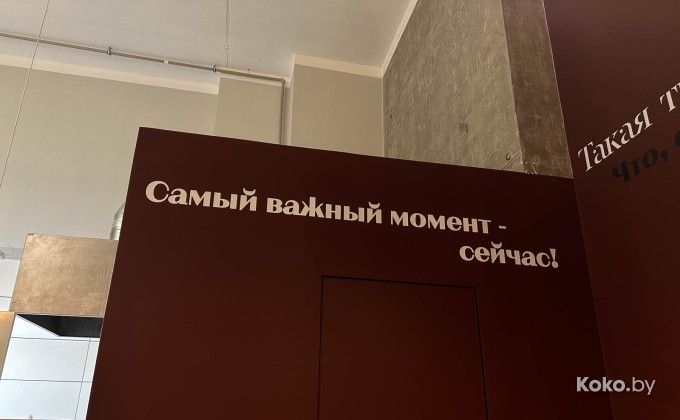 Самый важный момент -
сейчас!
Такая
Что,
Koko.by